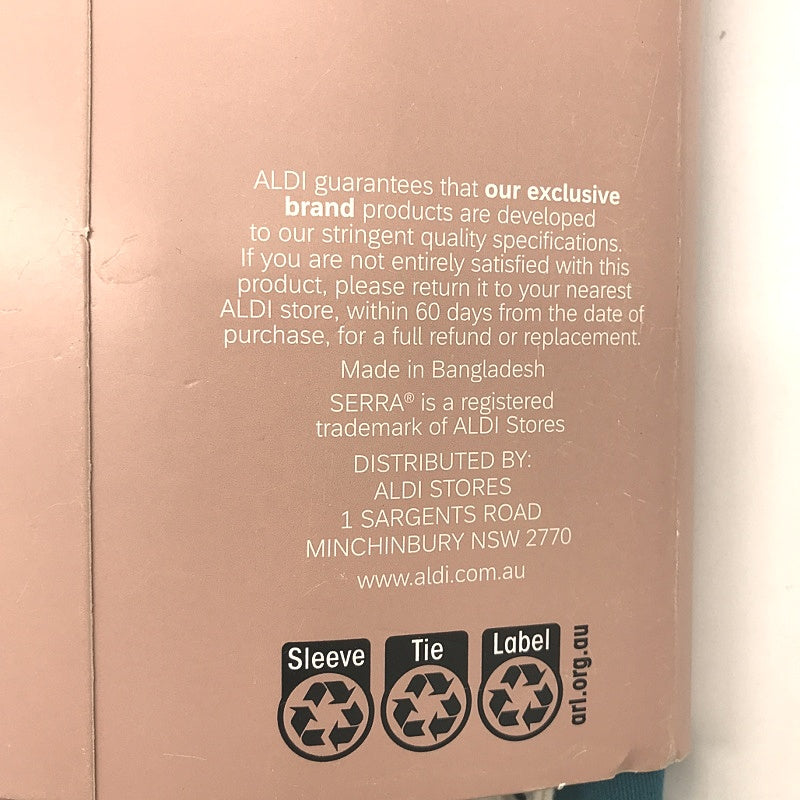 ALDI guarantees that our exclusive
brand products are developed
to our stringent quality specifications.
If you are not entirely satisfied with this
product, please return it to your nearest
ALDI store, within 60 days from the date of
purchase, for a full refund or replacement.
Made in Bangladesh
SERRA® is a registered
trademark of ALDI Stores
DISTRIBUTED BY:
ALDI STORES
1 SARGENTS ROAD
MINCHINBURY NSW 2770
www.aldi.com.au
Sleeve
Tie
Label
arl.org.au